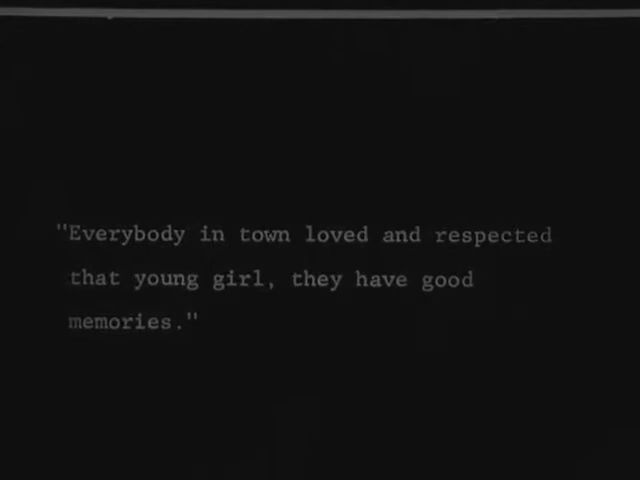 "Everybody in town loved and respected
that young girl, they have good
memories."